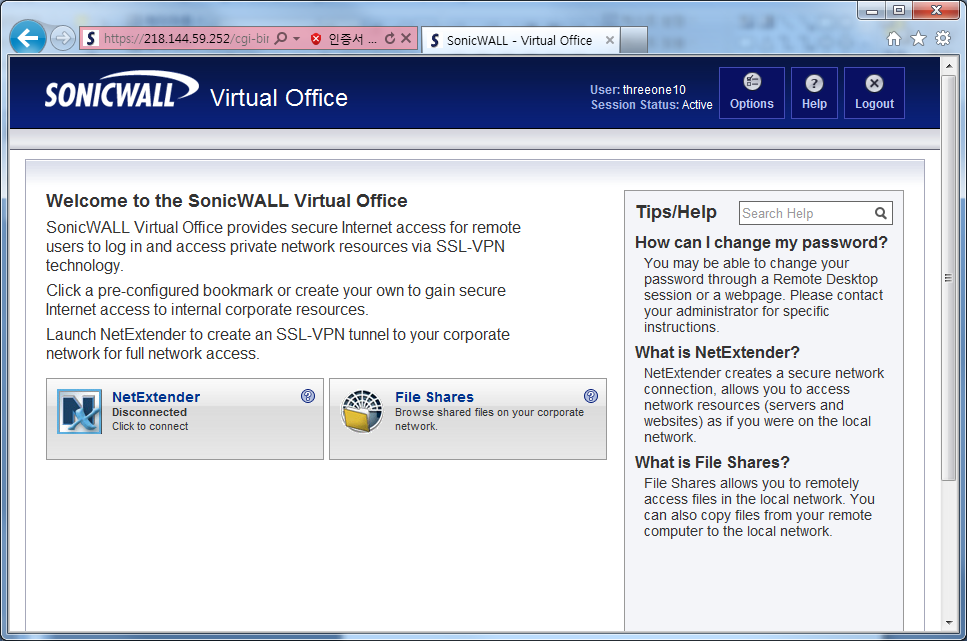 https://218.144.59.252/cgi-bir
인증서 ...
SonicWALL - Virtual Office
SONICWALL
Virtual Office
User: threeone10
Session Status: Active
Options
Help
Logout
Welcome to the SonicWALL Virtual Office
SonicWALL Virtual Office provides secure Internet access for remote
users to log in and access private network resources via SSL-VPN
technology.
Click a pre-configured bookmark or create your own to gain secure
Internet access to internal corporate resources.
Launch NetExtender to create an SSL-VPN tunnel to your corporate
network for full network access.
NetExtender
Disconnected
Click to connect
File Shares
Browse shared files on your corporate
network.
Tips/Help
Search Help
How can I change my password?
You may be able to change your
password through a Remote Desktop
session or a webpage. Please contact
your administrator for specific
instructions.
What is NetExtender?
NetExtender creates a secure network
connection, allows you to access
network resources (servers and
websites) as if you were on the local
network.
What is File Shares?
File Shares allows you to remotely
access files in the local network. You
can also copy files from your remote
computer to the local network.